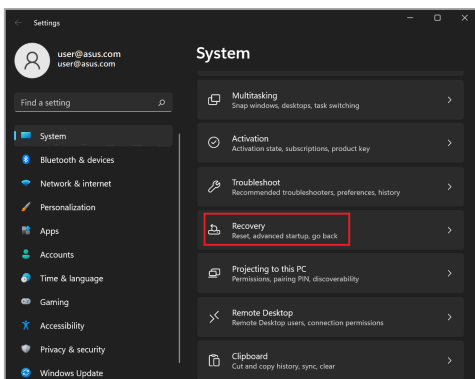 Settings
user@asus.com
user@asus.com
Find a setting
System
Bluetooth & devices
Network & internet
Personalization
Apps
Accounts
Time & language
Gaming
Accessibility
Privacy & security
Windows Update
System
Multitasking
Snap windows, desktops, task switching
Activation
Activation state, subscriptions, product key
Troubleshoot
Recommended troubleshooters, preferences, history
Recovery
Reset, advanced startup, go back
Projecting to this PC
Permissions, pairing PIN, discoverability
Remote Desktop
Remote Desktop users, connection permissions
Clipboard
Cut and copy history, sync, clear